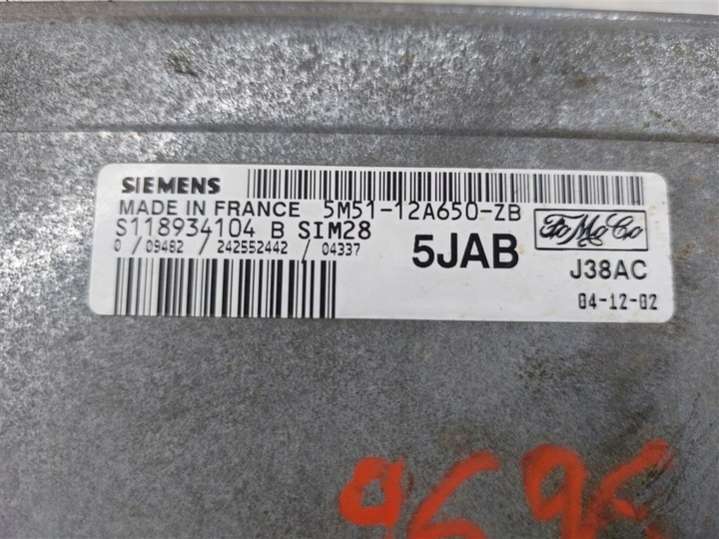 SIEMENS
MADE IN FRANCE 5M51-12A650-ZB
S118934104 B SIM28
0 / 09482 / 242552442 / 04337
5JAB
FoMoCo
J38AC
04-12-02